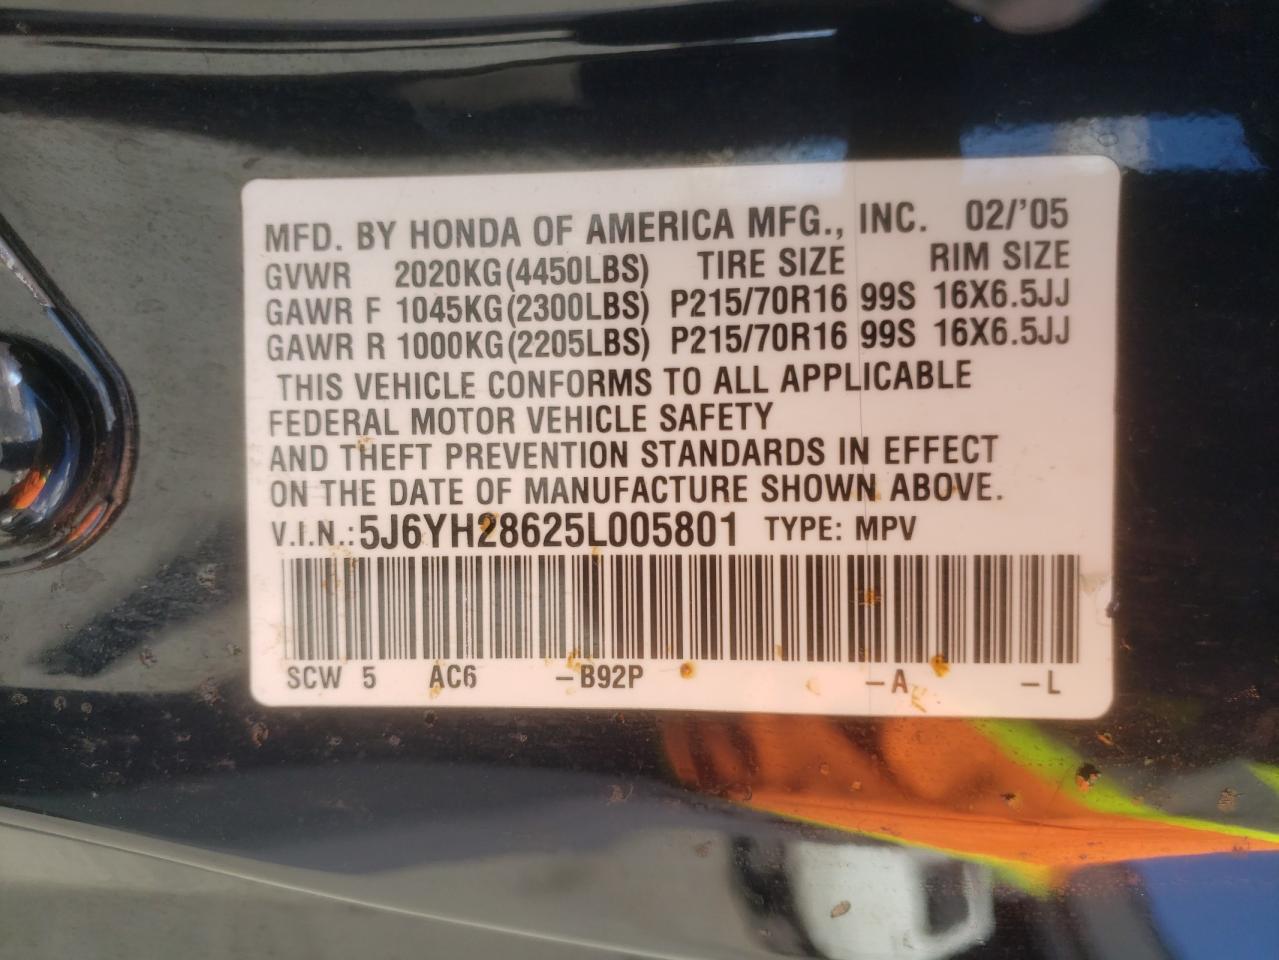 MFD. BY HONDA OF AMERICA MFG., INC. 02/'05
GVWR 2020KG(4450LBS) TIRE SIZE RIM SIZE
GAWR F 1045KG(2300LBS) P215/70R16 99S 16X6.5JJ
GAWR R 1000KG(2205LBS) P215/70R16 99S 16X6.5JJ
THIS VEHICLE CONFORMS TO ALL APPLICABLE
FEDERAL MOTOR VEHICLE SAFETY
AND THEFT PREVENTION STANDARDS IN EFFECT
ON THE DATE OF MANUFACTURE SHOWN ABOVE.
V.I.N.: 5J6YH28625L005801 TYPE: MPV
SCW 5 AC6 -B92P -A -L